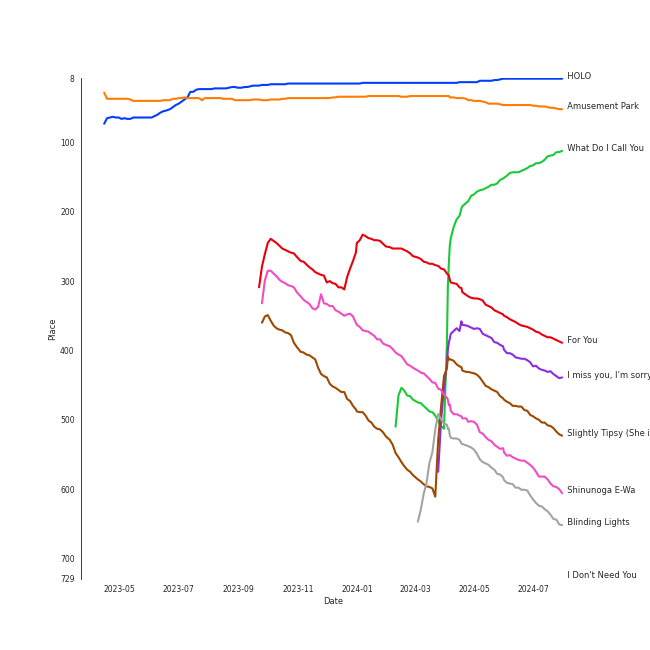 8
100
200
300
400
500
600
700
729
Place
2023-05
2023-07
2023-09
2023-11
2024-01
2024-03
2024-05
2024-07
Date
HOLO
Amusement Park
What Do I Call You
For You
I miss you, I'm sorry
Slightly Tipsy (She i
Shinunoga E-Wa
Blinding Lights
I Don't Need You